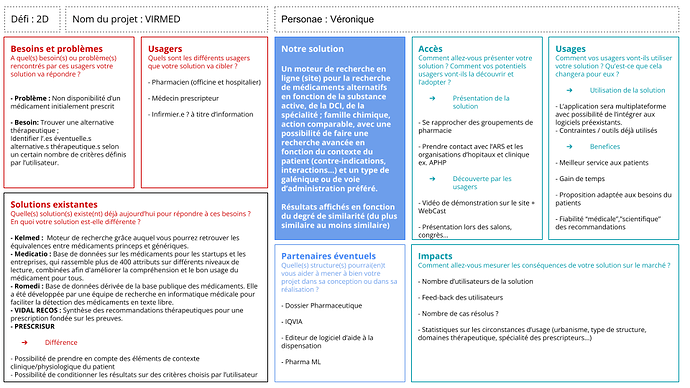 Défi : 2D
Nom du projet : VIRMED
Personae : Véronique
Besoins et problèmes
A quel(s) besoin(s) ou problème(s)
rencontrés par ces usagers votre
solution va répondre ?
- Problème : Non disponibilité d'un
médicament initialement prescrit
- Besoin: Trouver une alternative
thérapeutique ;
Identifier l'.es éventuelle.s
alternative.s thérapeutique.s selon
un certain nombre de critères définis
par l'utilisateur.
Usagers
Quels sont les différents usagers
que votre solution va cibler ?
- Pharmacien (officine et hospitalier)
- Médecin prescripteur
- Infirmier.e ? à titre d'information
Notre solution
Un moteur de recherche en
ligne (site) pour la recherche
de médicaments alternatifs
en fonction de la substance
active, de la DCI, de la
spécialité ; famille chimique,
action comparable, avec une
possibilité de faire une
recherche avancée en
fonction du contexte du
patient (contre-indications,
interactions...) et un type de
galénique ou de voie
d'administration préféré.
Résultats affichés en fonction
du degré de similarité (du plus
similaire au moins similaire)
Accès
Comment allez-vous présenter votre
solution ? Comment vos potentiels
usagers vont-ils la découvrir et
l'adopter ?
➔ Présentation de la
solution
- Se rapprocher des groupements de
pharmacie
- Prendre contact avec l'ARS et les
organisations d'hopitaux et clinique
ex. APHP
➔ Découverte par les
usagers
- Vidéo de démonstration sur le site +
WebCast
- Présentation lors des salons,
congrès...
Usages
Comment vos usagers vont-ils utiliser
votre solution ? Qu'est-ce que cela
changera pour eux ?
➔ Utilisation de la solution
- L'application sera multiplateforme
avec possibilité de l'intégrer aux
logiciels préexistants.
- Contraintes / outils déjà utilisés
➔ Benefices
- Meilleur service aux patients
- Gain de temps
- Proposition adaptée aux besoins du
patients
- Fiabilité "médicale","scientifique"
des recommandations
Solutions existantes
Quelle(s) solution(s) existe(nt) déjà aujourd'hui pour répondre à ces besoins ?
En quoi votre solution est-elle différente ?
- Kelmed : Moteur de recherche grâce auquel vous pourrez retrouver les
équivalences entre médicaments princeps et génériques.
- Medicatio : Base de données sur les médicaments pour les startups et les
entreprises, qui rassemble plus de 400 attributs sur différents niveaux de
lecture, combinées afin d'améliorer la compréhension et le bon usage du
médicament pour tous.
- Romedi : Base de données dérivée de la base publique des médicaments. Elle
a été développée par une équipe de recherche en informatique médicale pour
faciliter la détection des médicaments en texte libre.
- VIDAL RECOS : Synthèse des recommandations thérapeutiques pour une
prescription fondée sur les preuves.
- PRESCRISUR
➔ Différence
- Possibilité de prendre en compte des éléments de contexte
clinique/physiologique du patient
- Possibilité de conditionner les résultats sur des critères choisis par l'utilisateur
Partenaires éventuels
Quelle(s) structure(s) pourrai(en)t
vous aider à mener à bien votre
projet dans sa conception ou dans sa
réalisation ?
- Dossier Pharmaceutique
- IQVIA
- Editeur de logiciel d'aide à la
dispensation
- Pharma ML
Impacts
Comment allez-vous mesurer les conséquences de votre solution sur le marché ?
- Nombre d'utilisateurs de la solution
- Feed-back des utilisateurs
- Nombre de cas résolus ?
- Statistiques sur les circonstances d'usage (urbanisme, type de structure,
domaines thérapeutique, spécialité des prescripteurs...)